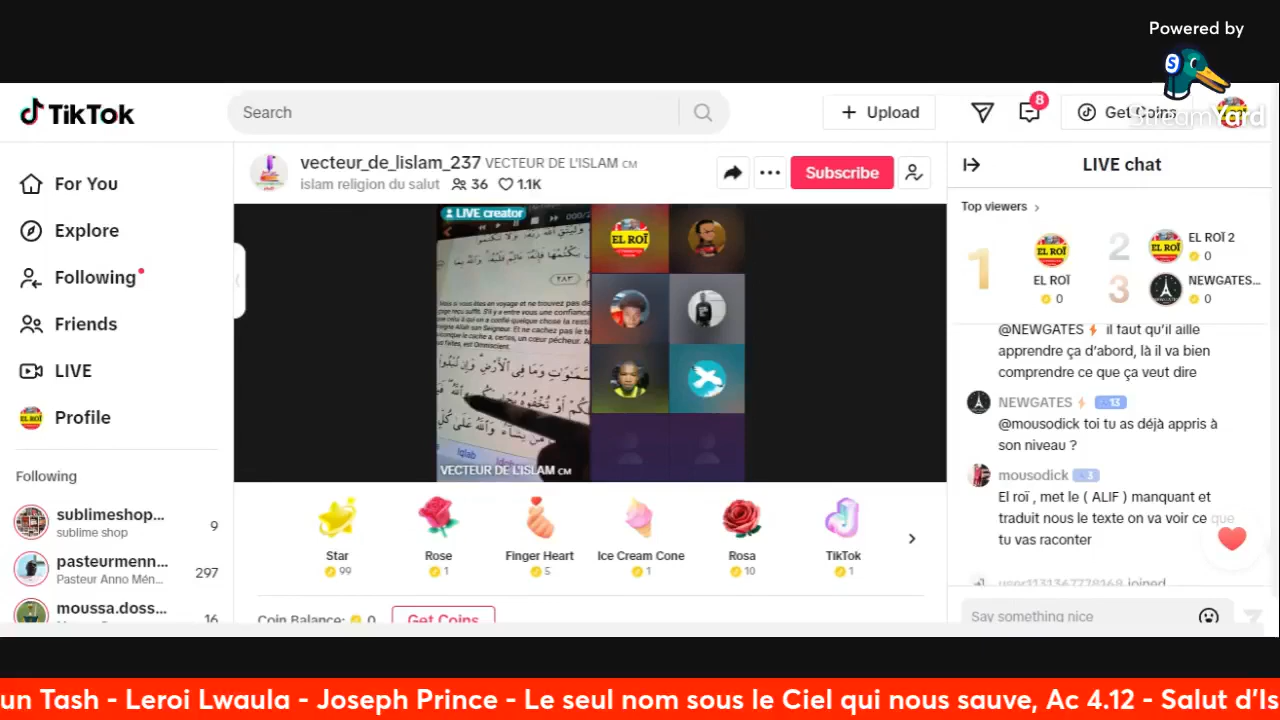 Powered by
StreamYard
TikTok
Search
Upload
8
Get Coins
For You
Explore
Following
Friends
LIVE
Profile
Following
sublimeshop...
sublime shop
9
pasteurmenn...
Pasteur Anno Mén...
297
moussa.doss...
16
vecteur_de_lislam_237 VECTEUR DE L'ISLAM CM
islam religion du salut 36 1.1K
Subscribe
LIVE creator
EL ROÏ
VECTEUR DE L'ISLAM CM
Star
99
Rose
1
Finger Heart
5
Ice Cream Cone
1
Rosa
10
TikTok
1
Coin Balance: 0
Get Coins
LIVE chat
Top viewers
1
EL ROÏ
0
2
EL ROÏ 2
0
3
NEWGATES...
0
@NEWGATES il faut qu'il aille
apprendre ça d'abord, là il va bien
comprendre ce que ça veut dire
NEWGATES 13
@mousodick toi tu as déjà appris à
son niveau ?
mousodick 3
El roï , met le ( ALIF ) manquant et
traduit nous le texte on va voir ce que
tu vas raconter
user1131367778168 joined
Say something nice
un Tash - Leroi Lwaula - Joseph Prince - Le seul nom sous le Ciel qui nous sauve, Ac 4.12 - Salut d'Is